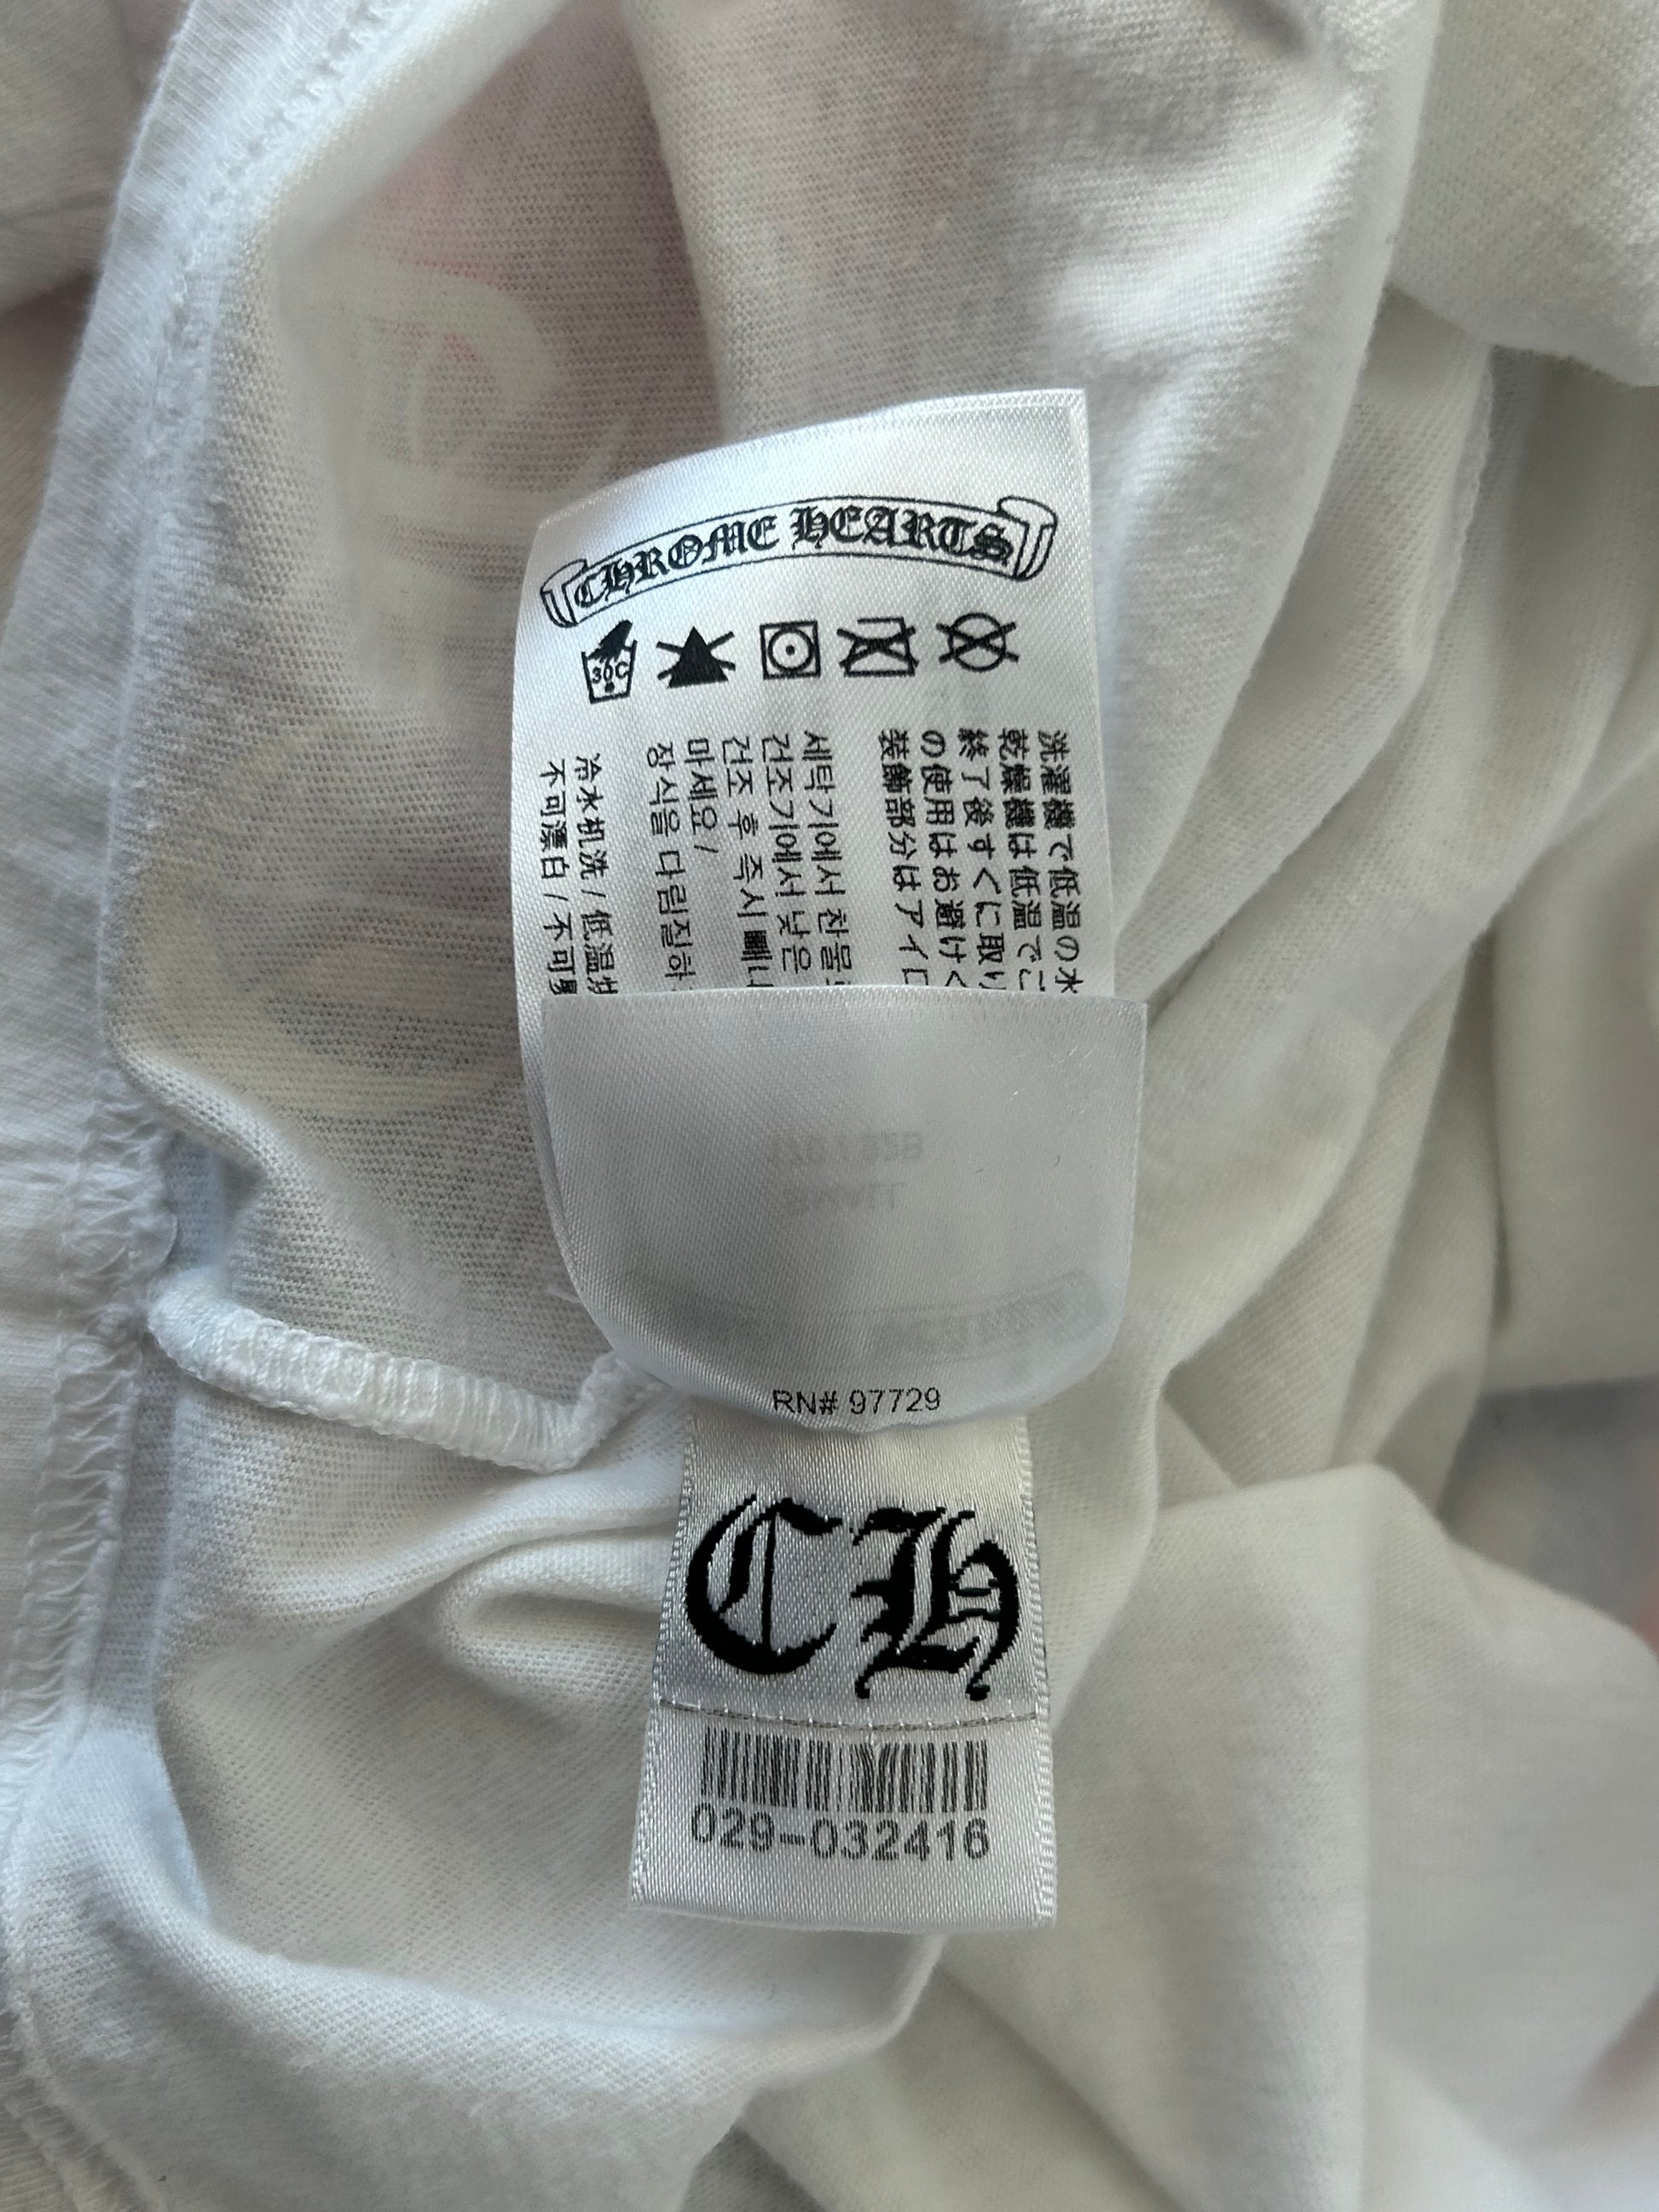 CHROME HEARTS
30C
洗濯機で低温の水
乾燥機は低温でこ
終了後すぐに取り
の使用はお避けく
装飾部分はアイロ
세탁기에서 찬물
건조기에서 낮은
건조 후 즉시 빼
마세요 /
장식을 다림질하
冷水机洗 / 低温
不可漂白 / 不可
SMALL
RN# 97729
CH
029-032416